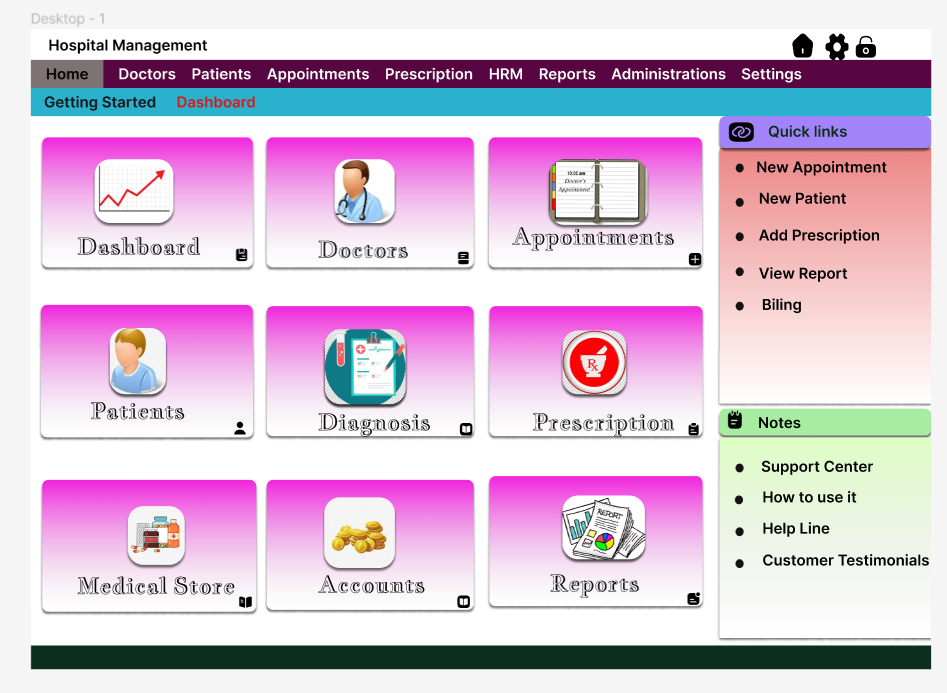 Desktop - 1
Hospital Management
Home Doctors Patients Appointments Prescription HRM Reports Administrations Settings
Getting Started Dashboard
Quick links
New Appointment
New Patient
Add Prescription
View Report
Biling
Dashboard
Doctors
10:00 am
Doctor's
Appointment
Appointments
Patients
Diagnosis
Rx
Prescription
Notes
Support Center
How to use it
Help Line
Customer Testimonials
Medical Store
Accounts
REPORT
Reports